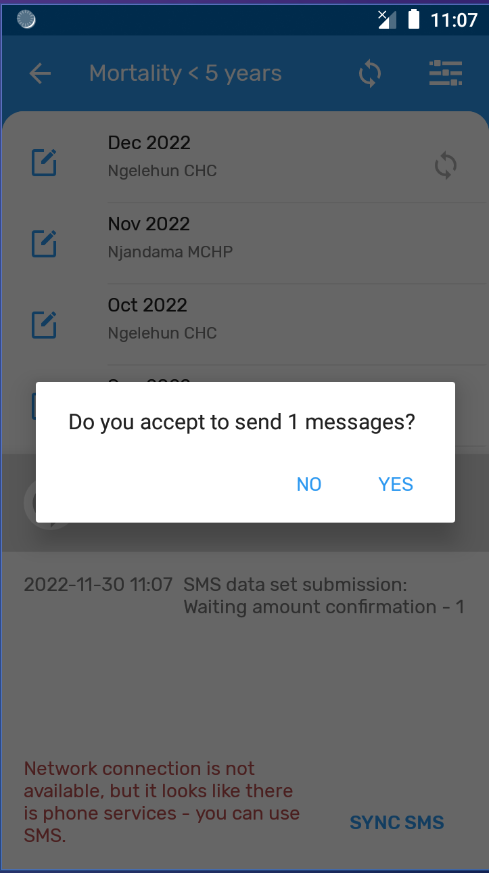 11:07
Mortality < 5 years
Dec 2022
Ngelehun CHC
Nov 2022
Njandama MCHP
Oct 2022
Ngelehun CHC
Do you accept to send 1 messages?
NO YES
2022-11-30 11:07 SMS data set submission:
Waiting amount confirmation - 1
Network connection is not
available, but it looks like there
is phone services - you can use
SMS.
SYNC SMS